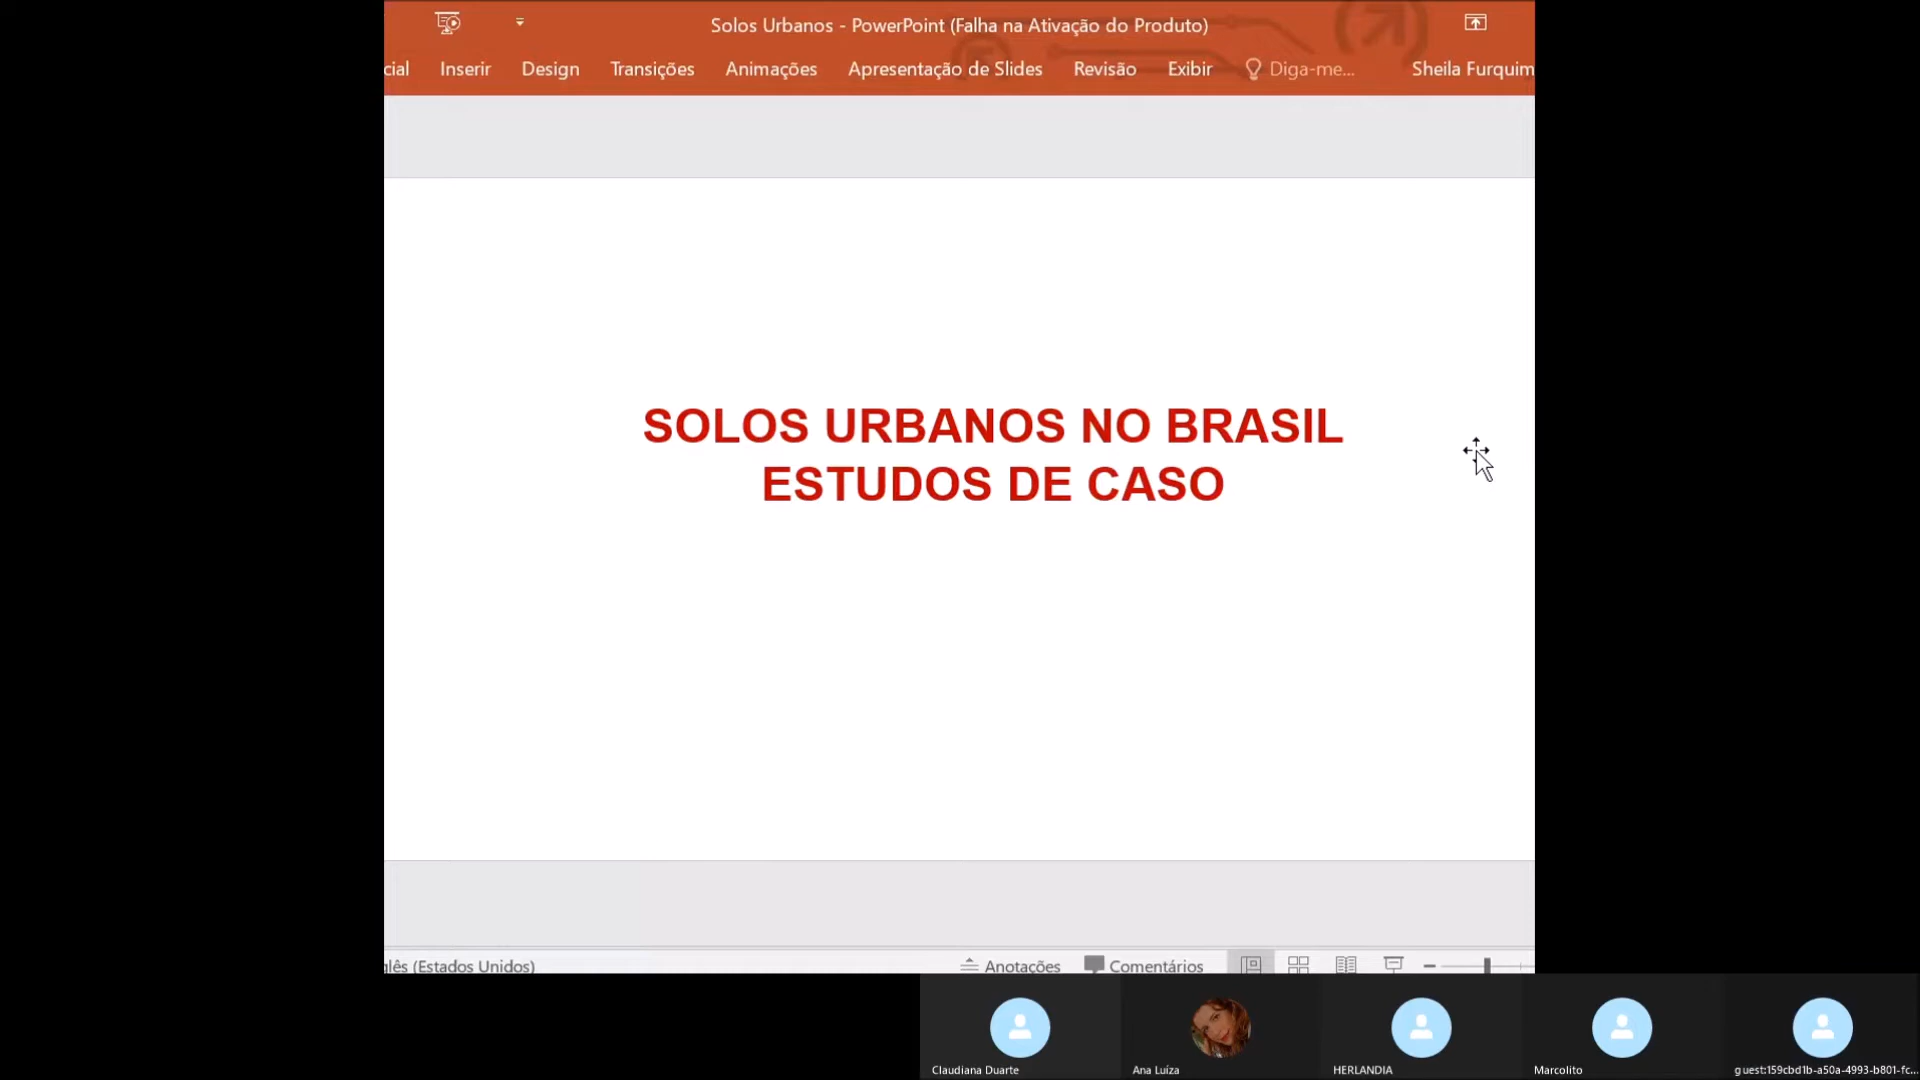 Solos Urbanos - PowerPoint (Falha na Ativação do Produto)
cial Inserir Design Transições Animações Apresentação de Slides Revisão Exibir Diga-me... Sheila Furquim
SOLOS URBANOS NO BRASIL
ESTUDOS DE CASO
glês (Estados Unidos) Anotações Comentários
Claudiana Duarte Ana Luíza HERLANDIA Marcolito guest:159cbd1b-a50a-4993-b801-fc...